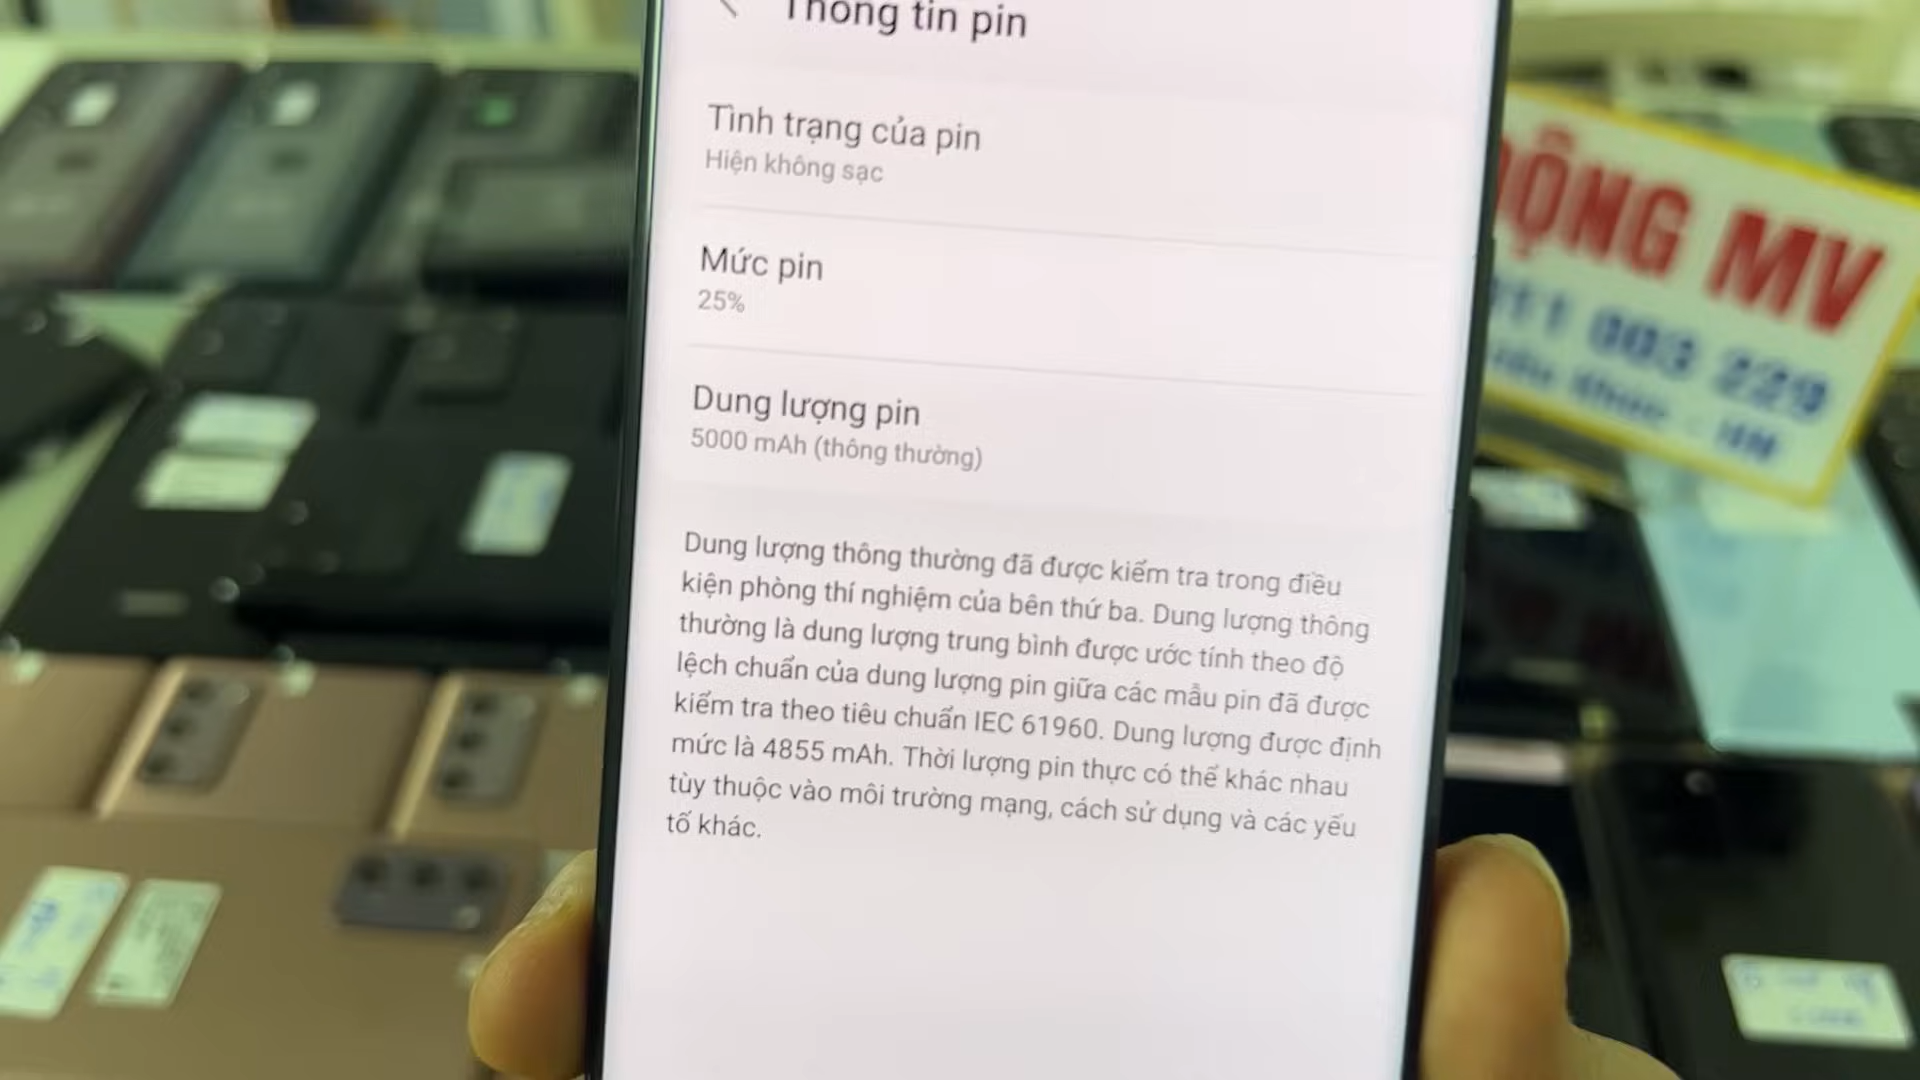 Thông tin pin
Tình trạng của pin
Hiện không sạc
Mức pin
25%
Dung lượng pin
5000 mAh (thông thường)
Dung lượng thông thường đã được kiểm tra trong điều
kiện phòng thí nghiệm của bên thứ ba. Dung lượng thông
thường là dung lượng trung bình được ước tính theo độ
lệch chuẩn của dung lượng pin giữa các mẫu pin đã được
kiểm tra theo tiêu chuẩn IEC 61960. Dung lượng được định
mức là 4855 mAh. Thời lượng pin thực có thể khác nhau
tùy thuộc vào môi trường mạng, cách sử dụng và các yếu
tố khác.
ĐỘNG MV
11 003 229
HN